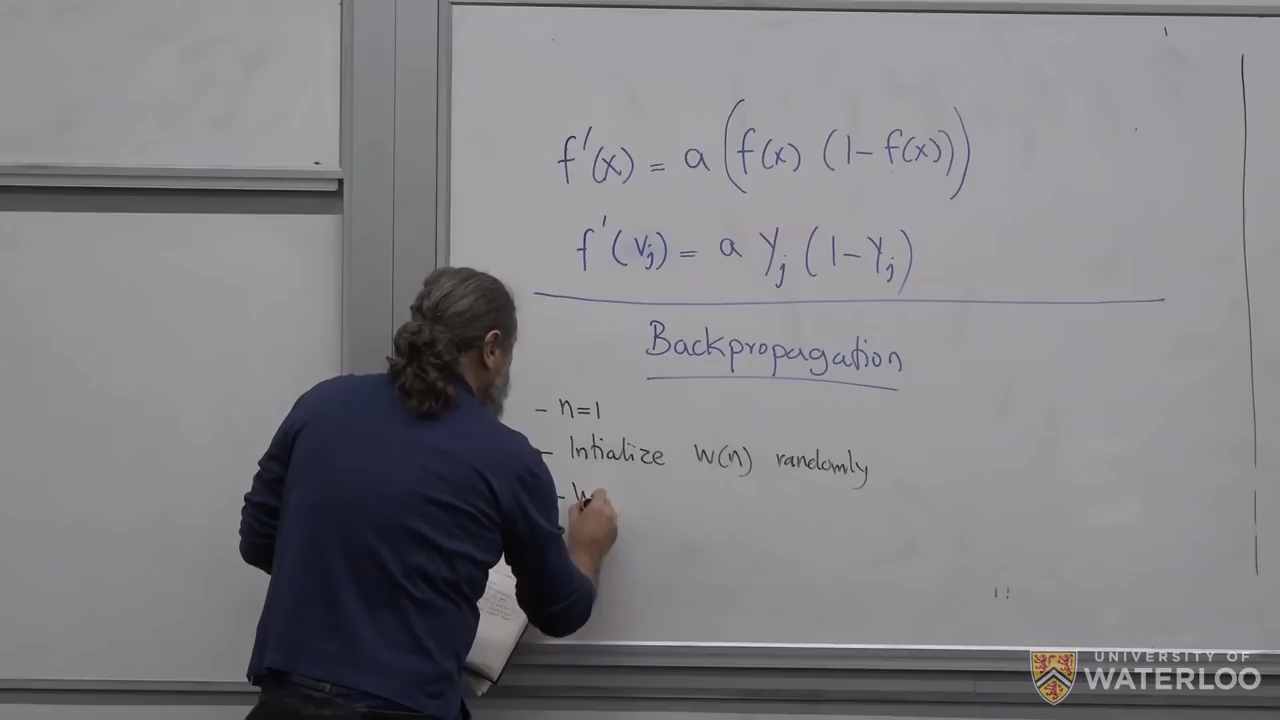 f'(x) = a (f(x) (1 - f(x)))
f'(vj) = a Yj (1 - Yj)
Backpropagation
- n=1
- Intialize W(n) randomly
UNIVERSITY OF
WATERLOO